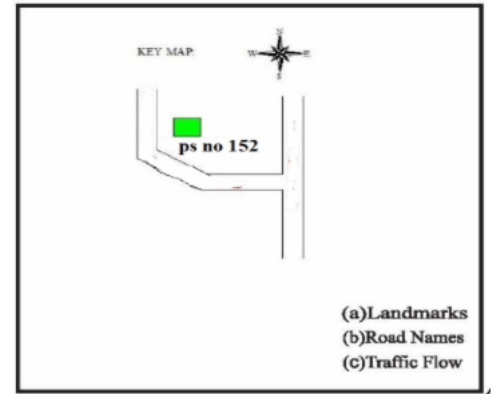 KEY MAP:
N
W E
S
ps no 152
(a)Landmarks
(b)Road Names
(c)Traffic Flow